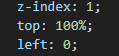 z-index: 1;
top: 100%;
left: 0;